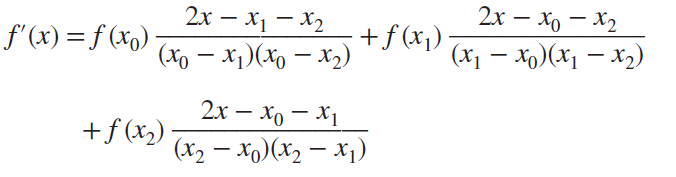 f′(x) = f(x₀) (2x − x₁ − x₂)/((x₀ − x₁)(x₀ − x₂)) + f(x₁) (2x − x₀ − x₂)/((x₁ − x₀)(x₁ − x₂))
+ f(x₂) (2x − x₀ − x₁)/((x₂ − x₀)(x₂ − x₁))